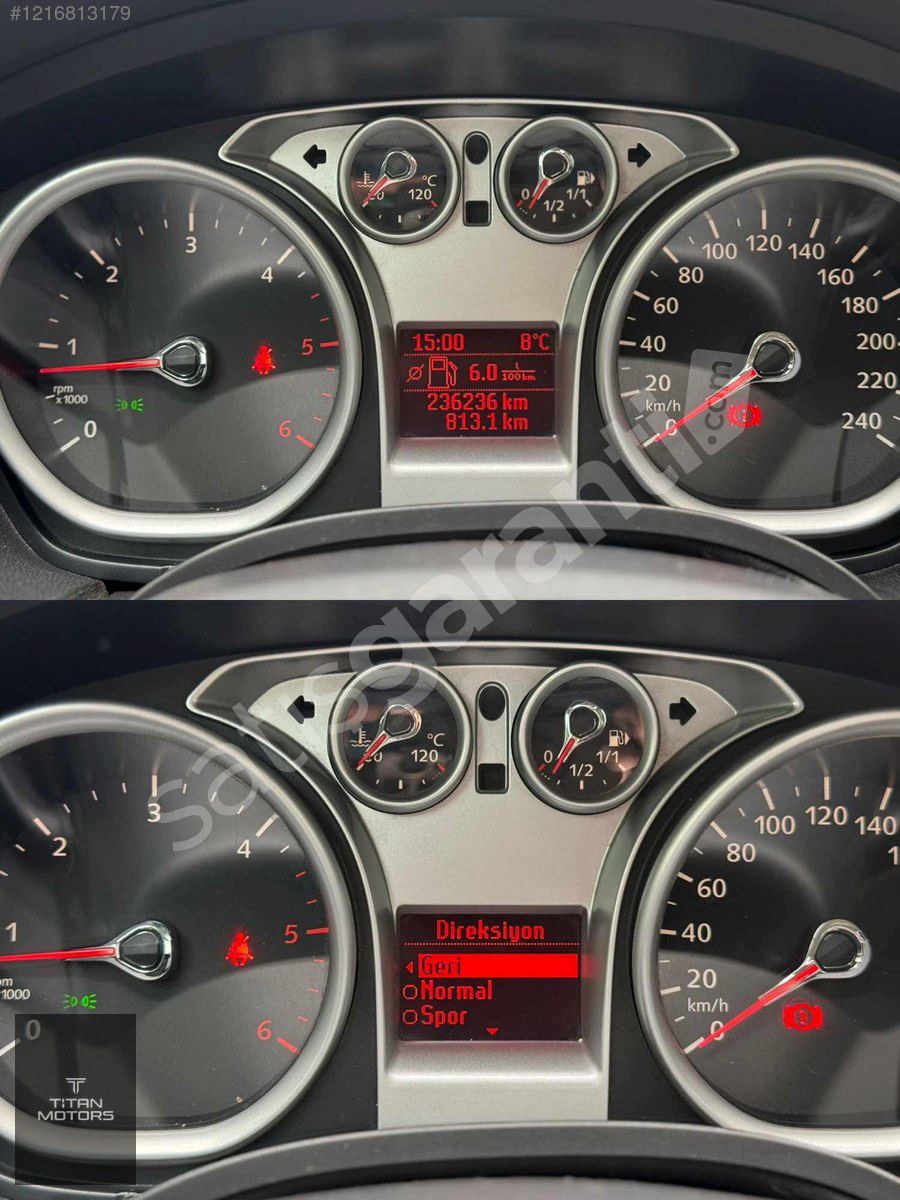 #1216813179
°C
120
0
1/2
1/1
0
1
2
3
4
5
6
rpm
x1000
15:00 8°C
6.0 L/100km
236236 km
813.1 km
0
20
40
60
80
100
120
140
160
180
200
220
240
km/h
Satışgaranti.com
°C
120
0
1/2
1/1
0
1
2
3
4
5
6
x1000
Direksiyon
Geri
Normal
Spor
0
20
40
60
80
100
120
140
km/h
TiTAN
MOTORS